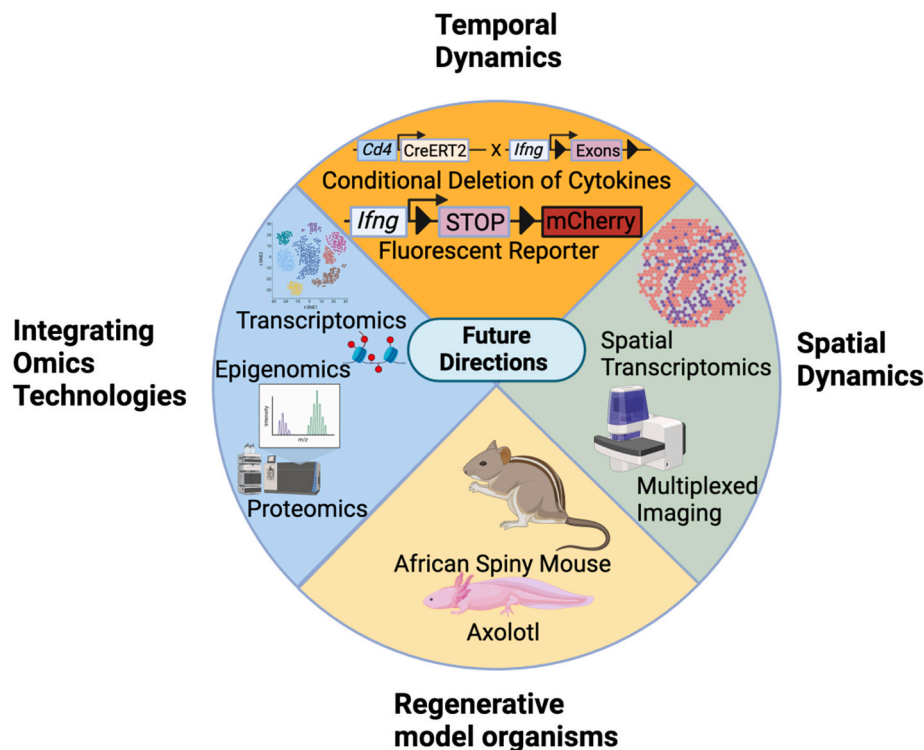 Temporal
Dynamics
Cd4 CreERT2 X Ifng Exons
Conditional Deletion of Cytokines
Ifng STOP mCherry
Fluorescent Reporter
Integrating
Omics
Technologies
Transcriptomics
Epigenomics
Intensity
m/z
Proteomics
Future
Directions
Spatial
Transcriptomics
Multiplexed
Imaging
Spatial
Dynamics
African Spiny Mouse
Axolotl
Regenerative
model organisms